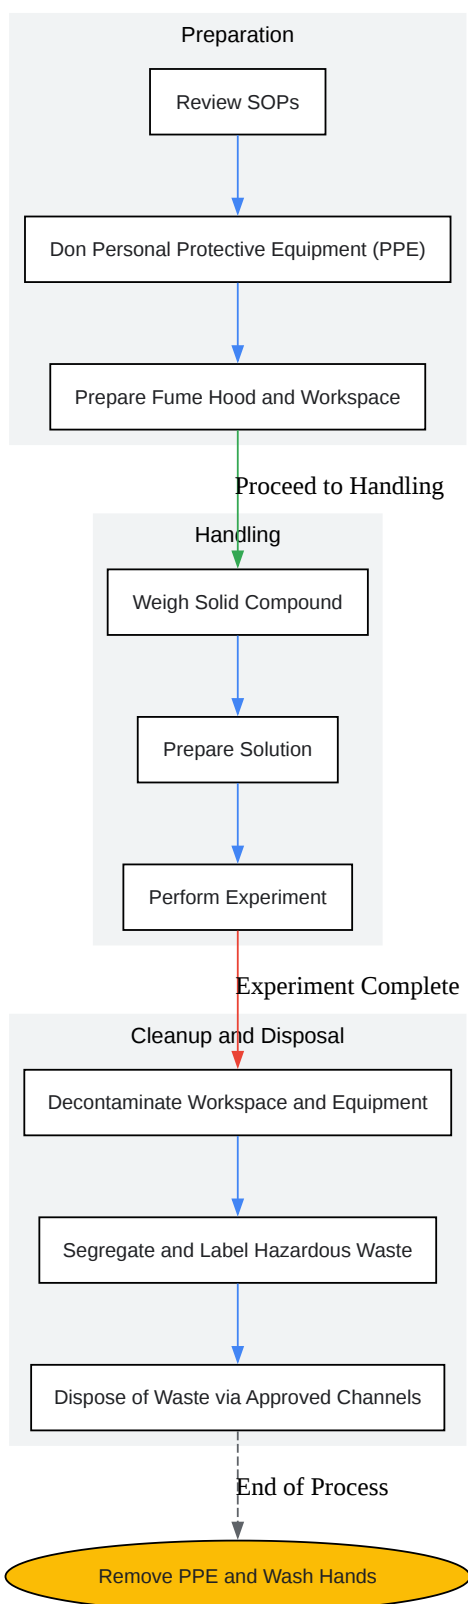 Preparation
Review SOPs
Don Personal Protective Equipment (PPE)
Prepare Fume Hood and Workspace
Proceed to Handling
Handling
Weigh Solid Compound
Prepare Solution
Perform Experiment
Experiment Complete
Cleanup and Disposal
Decontaminate Workspace and Equipment
Segregate and Label Hazardous Waste
Dispose of Waste via Approved Channels
End of Process
Remove PPE and Wash Hands